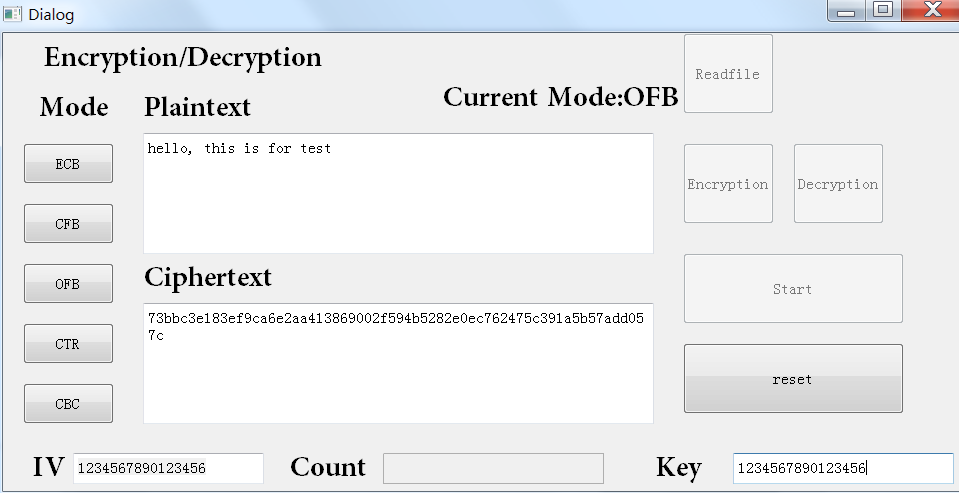 Dialog
Encryption/Decryption
Readfile
Current Mode:OFB
Mode
Plaintext
hello, this is for test
ECB
Encryption
Decryption
CFB
Ciphertext
OFB
Start
73bbc3e183ef9ca6e2aa413869002f594b5282e0ec762475c391a5b57add05
7c
CTR
reset
CBC
IV
1234567890123456
Count
Key
1234567890123456